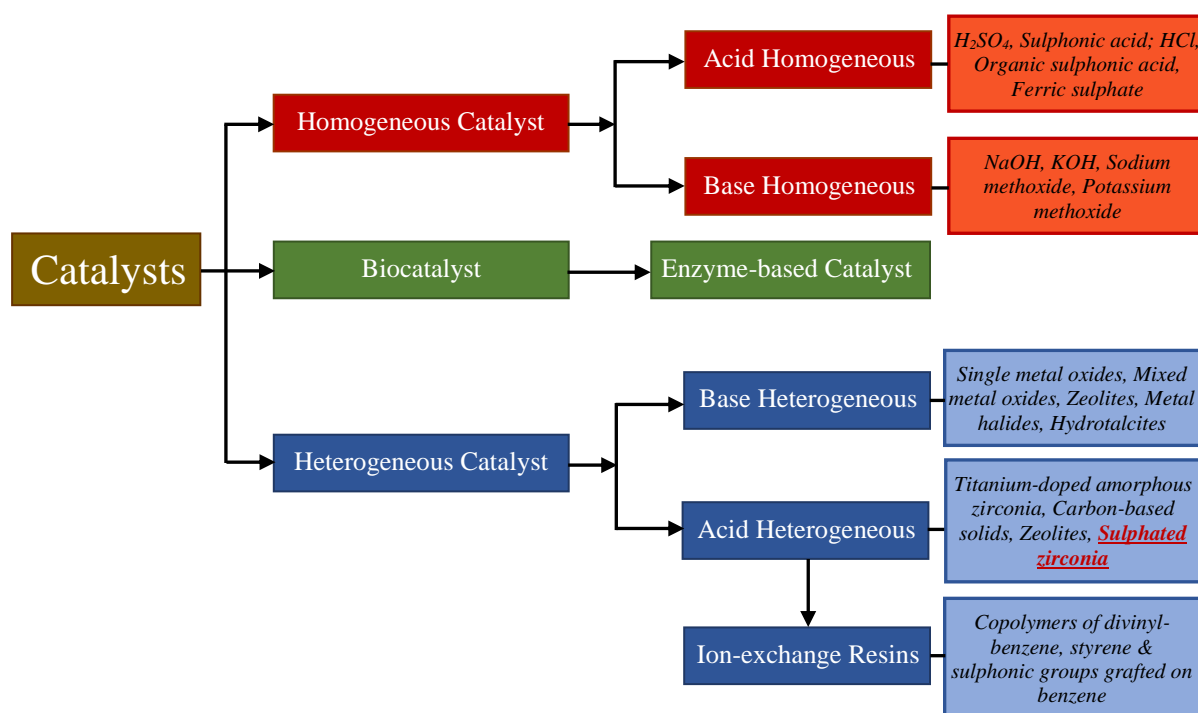 Catalysts
Homogeneous Catalyst
Acid Homogeneous
H₂SO₄, Sulphonic acid; HCl,
Organic sulphonic acid,
Ferric sulphate
Base Homogeneous
NaOH, KOH, Sodium
methoxide, Potassium
methoxide
Biocatalyst
Enzyme-based Catalyst
Heterogeneous Catalyst
Base Heterogeneous
Single metal oxides, Mixed
metal oxides, Zeolites, Metal
halides, Hydrotalcites
Acid Heterogeneous
Titanium-doped amorphous
zirconia, Carbon-based
solids, Zeolites, Sulphated
zirconia
Ion-exchange Resins
Copolymers of divinyl-
benzene, styrene &
sulphonic groups grafted on
benzene